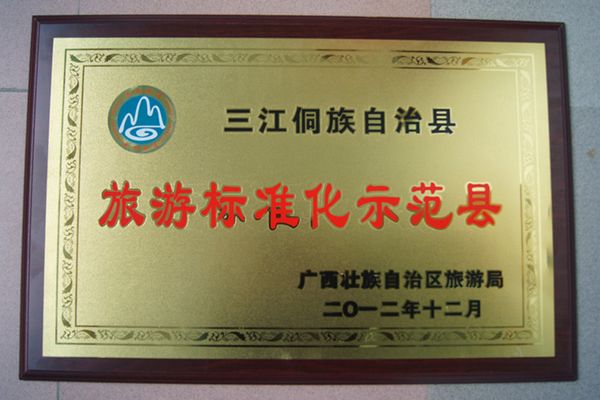 三江侗族自治县
旅游标准化示范县
广西壮族自治区旅游局
二〇一二年十二月